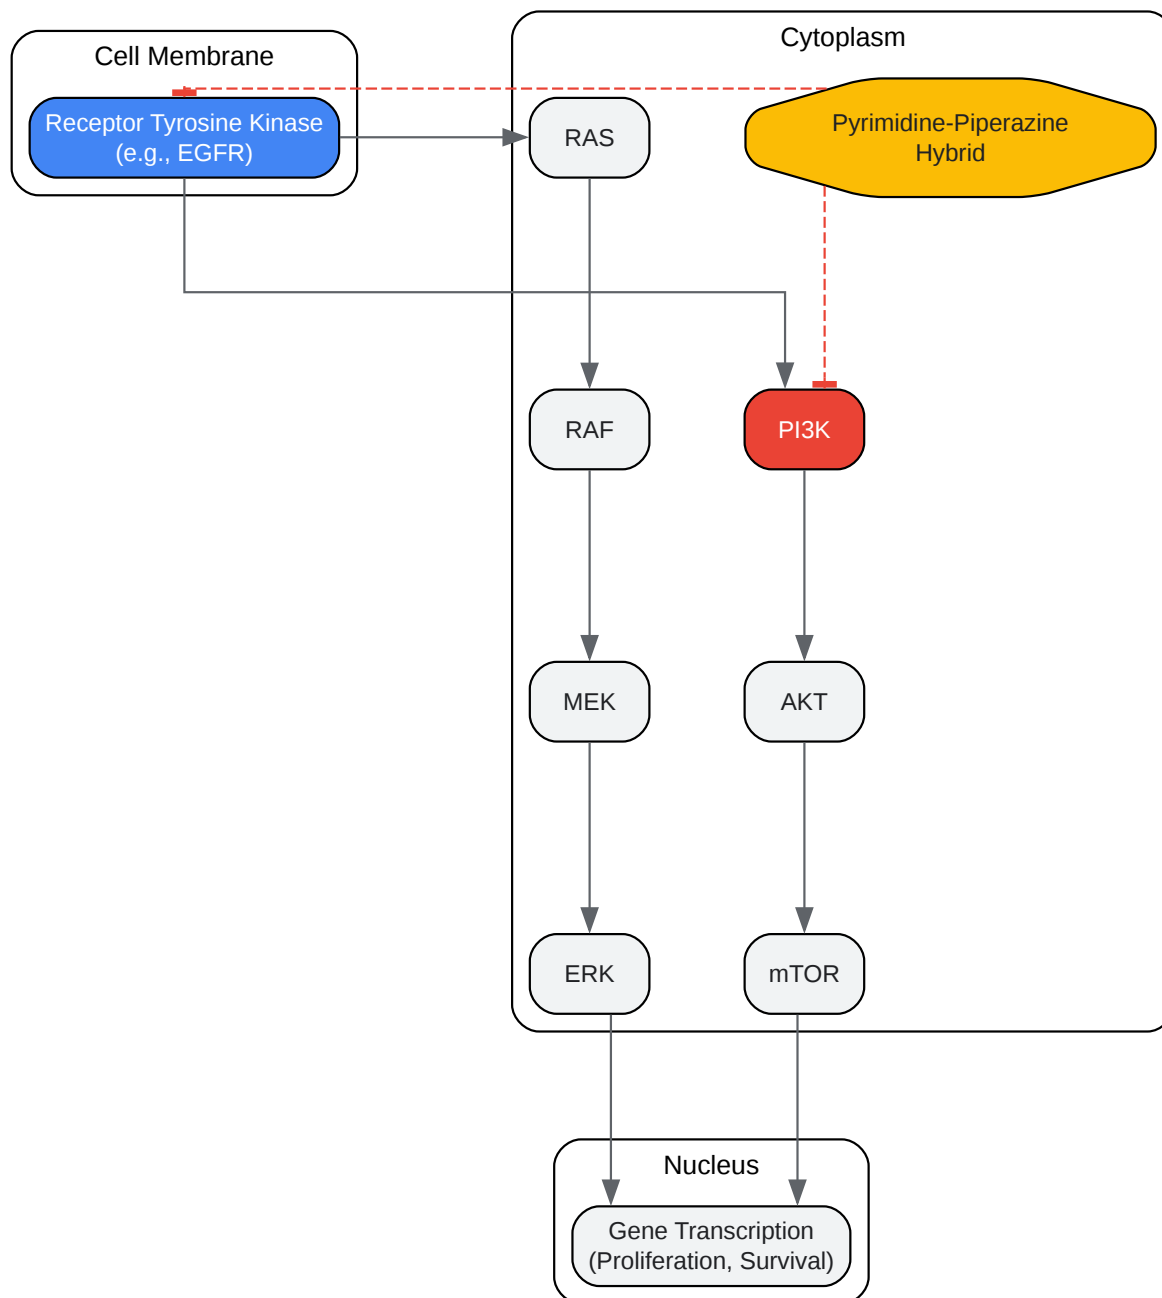 Cell Membrane
Cytoplasm
Receptor Tyrosine Kinase
(e.g., EGFR)
RAS
Pyrimidine-Piperazine
Hybrid
RAF
PI3K
MEK
AKT
ERK
mTOR
Nucleus
Gene Transcription
(Proliferation, Survival)